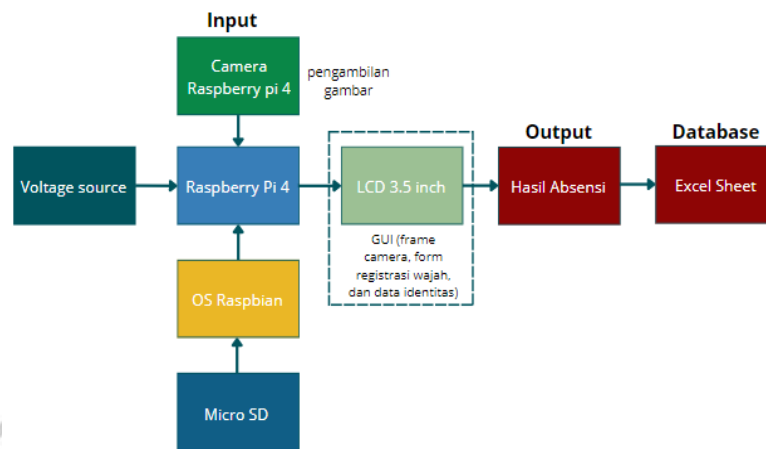 Input
Camera
Raspberry pi 4
pengambilan
gambar
Output
Database
Voltage source
Raspberry Pi 4
LCD 3.5 inch
Hasil Absensi
Excel Sheet
GUI (frame
camera, form
registrasi wajah,
dan data identitas)
OS Raspbian
Micro SD